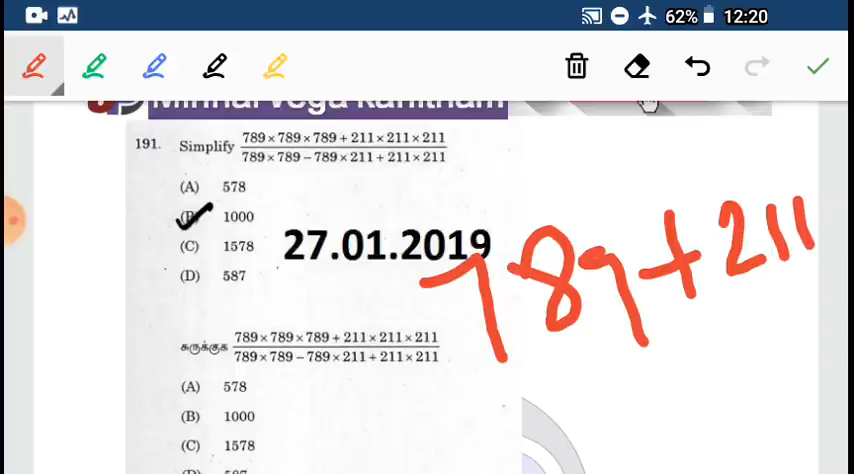 62% 12:20
Minnal Vega Kanitham
191. Simplify 789 × 789 × 789 + 211 × 211 × 211
789 × 789 – 789 × 211 + 211 × 211
(A) 578
(B) 1000
(C) 1578
(D) 587
27.01.2019
789+211
சுருக்குக 789 × 789 × 789 + 211 × 211 × 211
789 × 789 – 789 × 211 + 211 × 211
(A) 578
(B) 1000
(C) 1578
(D) 587